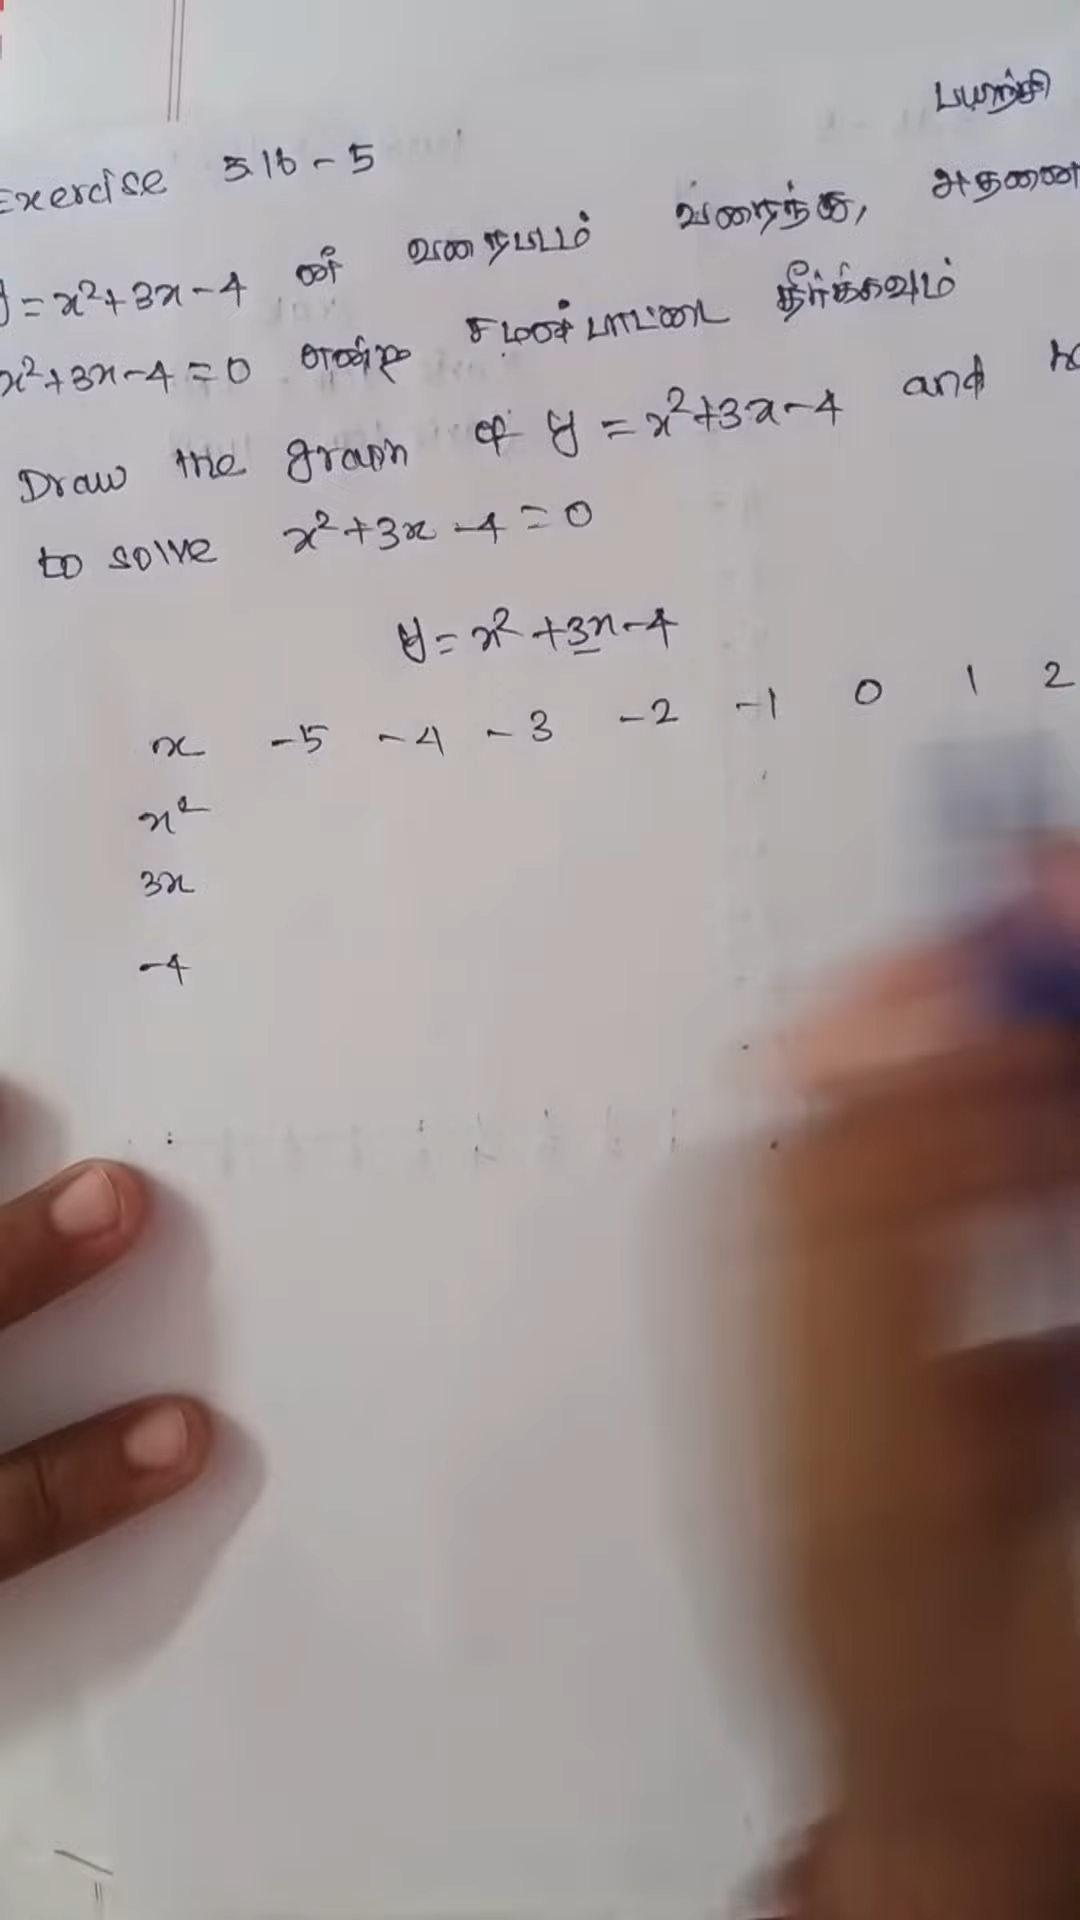 பயிற்சி
Exercise 3.16 - 5
y = x² + 3x - 4 ன் வரைபடம் வரைந்து, அதனை
x² + 3x - 4 = 0 என்ற சமன்பாட்டை தீர்க்கவும்
Draw the graph of y = x² + 3x - 4 and
to solve x² + 3x - 4 = 0
y = x² + 3x - 4
x -5 -4 -3 -2 -1 0 1 2
x²
3x
-4